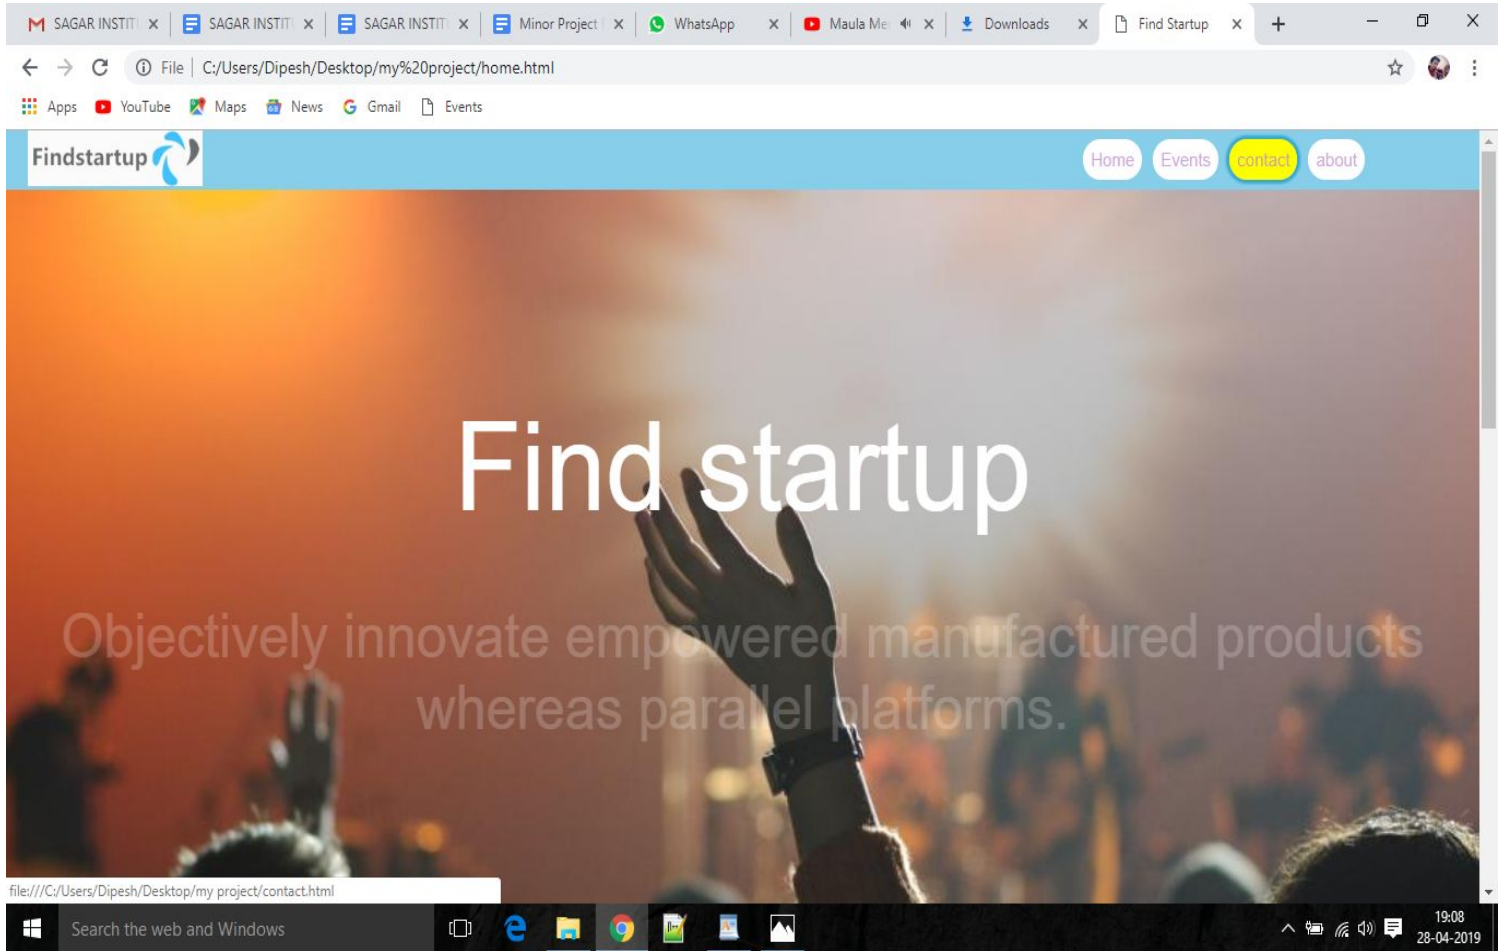 SAGAR INSTIT
SAGAR INSTIT
SAGAR INSTIT
Minor Project
WhatsApp
Maula Me
Downloads
Find Startup
File
C:/Users/Dipesh/Desktop/my%20project/home.html
Apps
YouTube
Maps
News
Gmail
Events
Findstartup
Home
Events
contact
about
Find startup
Objectively innovate empowered manufactured products
whereas parallel platforms.
file:///C:/Users/Dipesh/Desktop/my project/contact.html
Search the web and Windows
19:08
28-04-2019